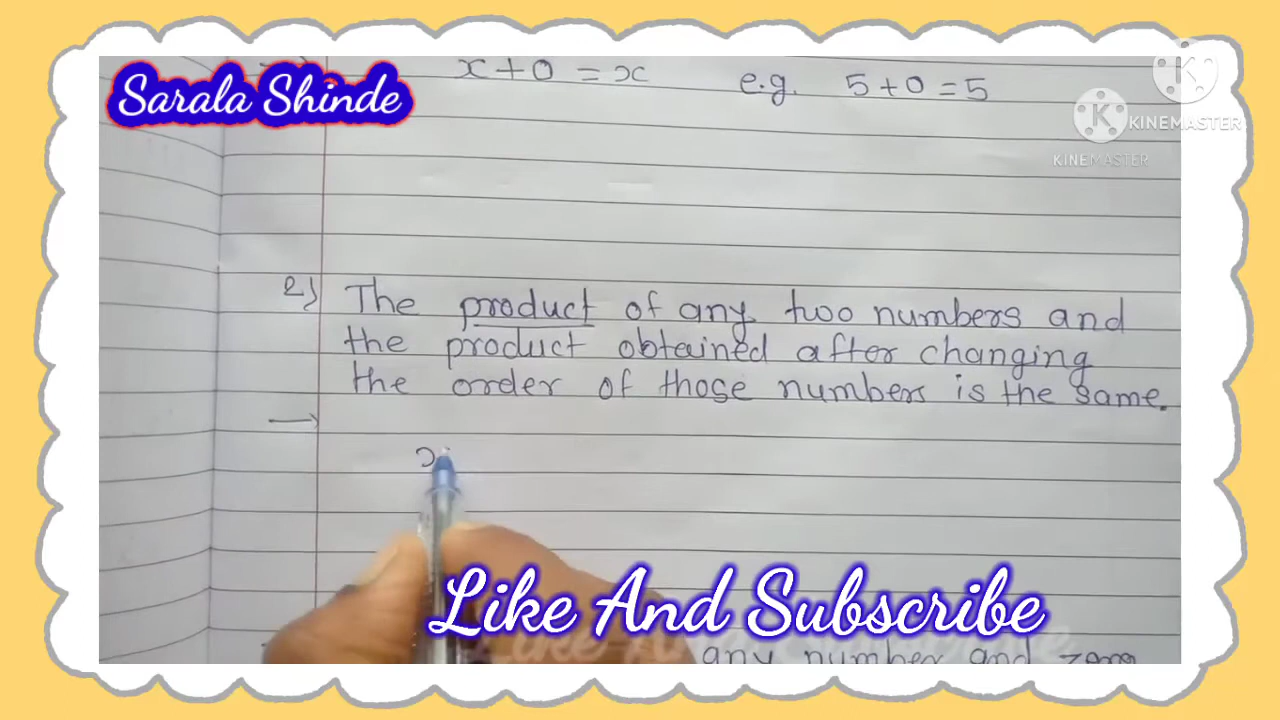 Sarala Shinde
x + 0 = x e.g. 5 + 0 = 5
KINEMASTER
KINEMASTER
2) The product of any two numbers and
the product obtained after changing
the order of those numbers is the same.
→
Like And Subscribe
any number and zero